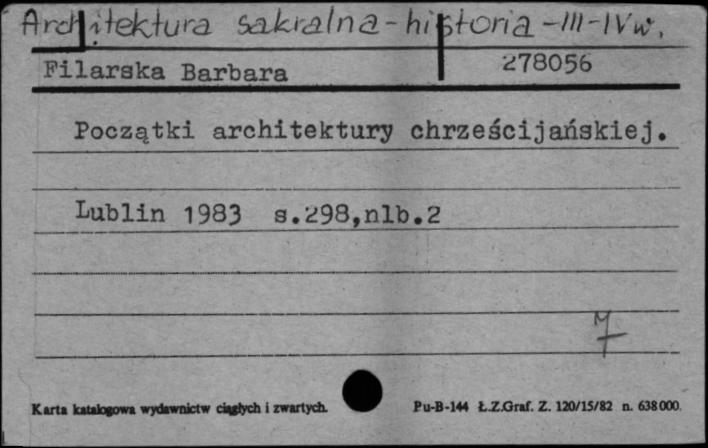 Architektura sakralna - historia - III - IV w.
Filarska Barbara 278056
Początki architektury chrześcijańskiej.
Lublin 1983 s.298,nlb.2
Karta katalogowa wydawnictw ciągłych i zwartych. Pu-B-144 Ł.Z.Graf. Z. 120/15/82 n. 638000.